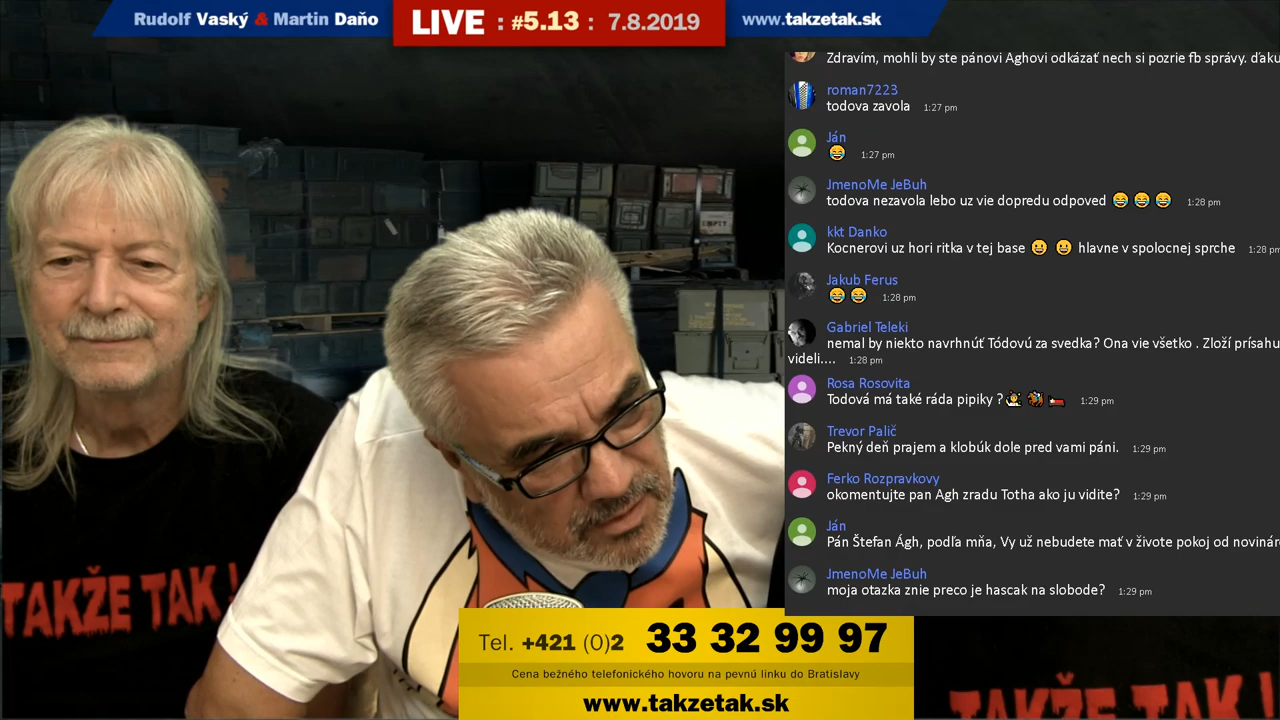 Rudolf Vaský & Martin Daňo
LIVE : #5.13 : 7.8.2019
www.takzetak.sk
Zdravím, mohli by ste pánovi Aghovi odkázať nech si pozrie fb správy. ďaku
roman7223
todova zavola 1:27 pm
Ján
😂 1:27 pm
JmenoMe JeBuh
todova nezavola lebo uz vie dopredu odpoved 😂 😂 😂 1:28 pm
kkt Danko
Kocnerovi uz hori ritka v tej base 😀 😀 hlavne v spolocnej sprche 1:28 pm
Jakub Ferus
😂 😂 1:28 pm
Gabriel Teleki
nemal by niekto navrhnúť Tódovú za svedka? Ona vie všetko . Zloží prísahu
videli.... 1:28 pm
Rosa Rosovita
Todová má také ráda pipiky ? 1:29 pm
Trevor Palič
Pekný deň prajem a klobúk dole pred vami páni. 1:29 pm
Ferko Rozpravkovy
okomentujte pan Agh zradu Totha ako ju vidite? 1:29 pm
Ján
Pán Štefan Ágh, podľa mňa, Vy už nebudete mať v živote pokoj od novinár
JmenoMe JeBuh
moja otazka znie preco je hascak na slobode? 1:29 pm
TAKŽE TAK !
EMPTY
Tel. +421 (0)2 33 32 99 97
Cena bežného telefonického hovoru na pevnú linku do Bratislavy
www.takzetak.sk
TAKŽE TAK !